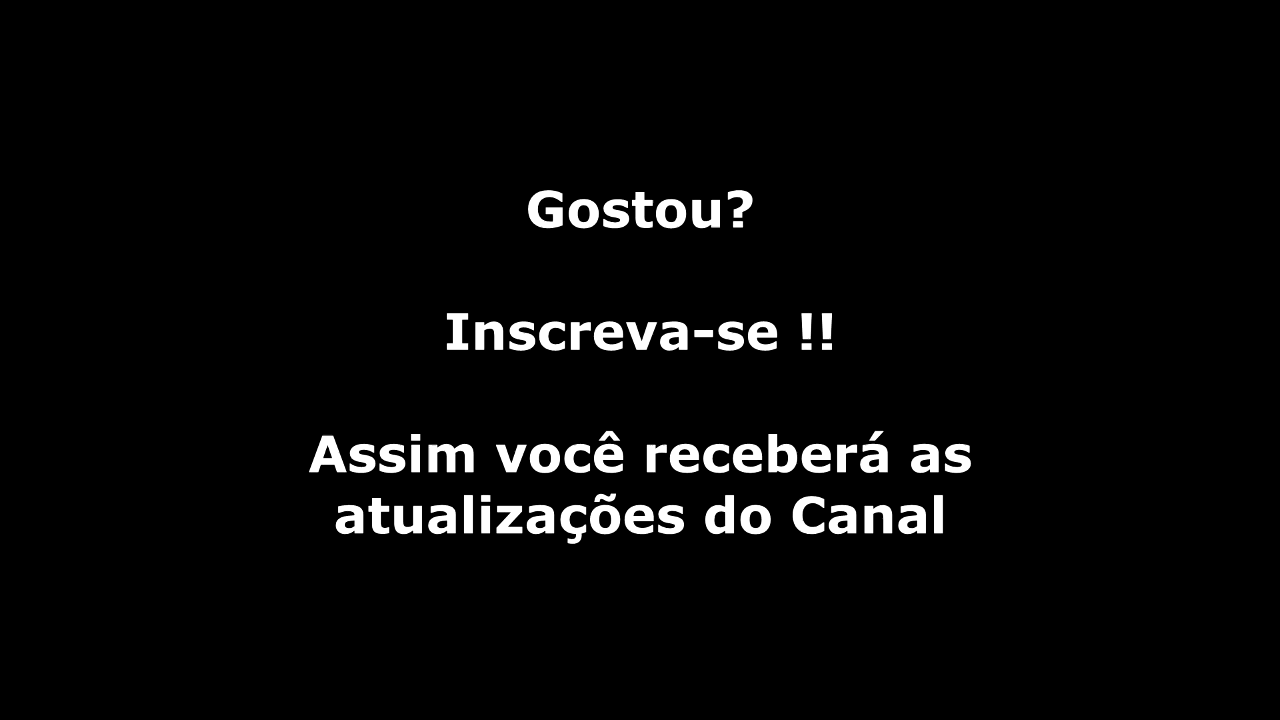 Gostou?
Inscreva-se !!
Assim você receberá as
atualizações do Canal